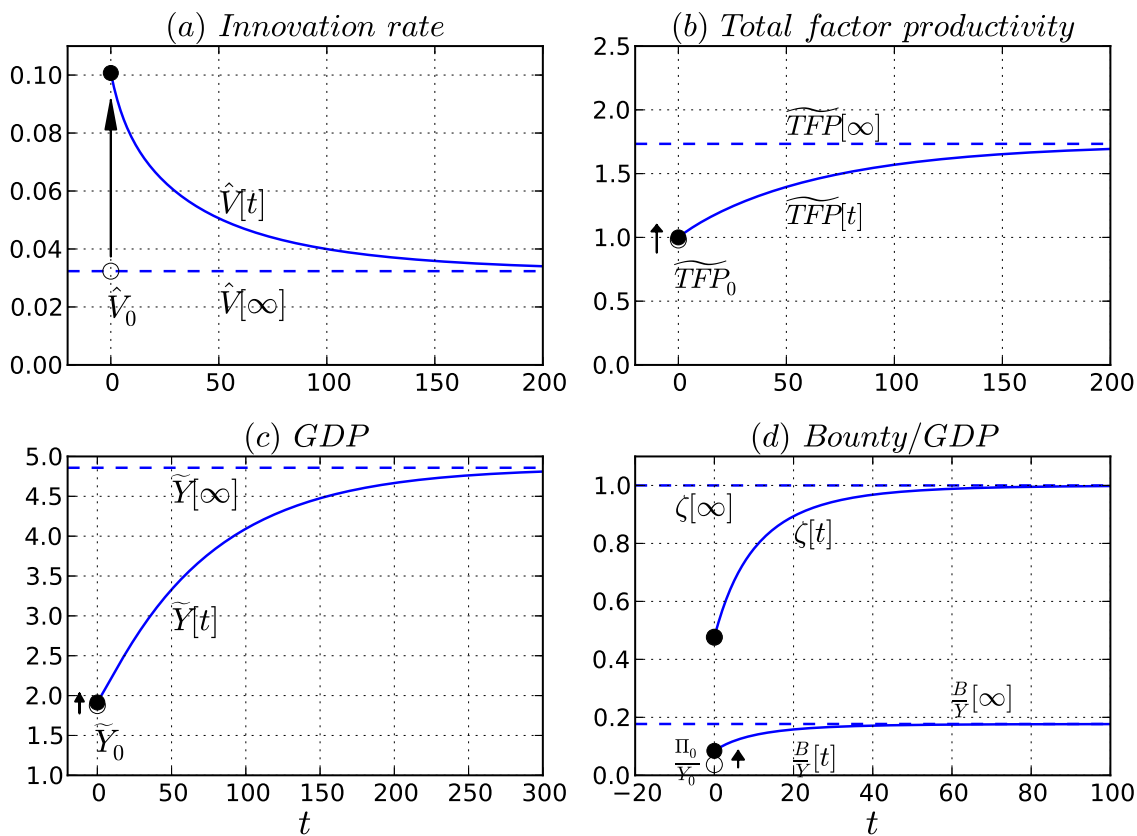 (a) Innovation rate
0.10
0.08
0.06
0.04
0.02
0.00
V̂[t]
V̂₀
V̂[∞]
0 50 100 150 200
(b) Total factor productivity
2.5
2.0
1.5
1.0
0.5
0.0
T͠F͠P[∞]
T͠F͠P[t]
T͠F͠P₀
0 50 100 150 200
(c) GDP
5.0
4.5
4.0
3.5
3.0
2.5
2.0
1.5
1.0
Ỹ[∞]
Ỹ[t]
Ỹ₀
0 50 100 150 200 250 300
t
(d) Bounty/GDP
1.0
0.8
0.6
0.4
0.2
0.0
ζ[∞]
ζ[t]
B/Y[∞]
Π₀/Y₀
B/Y[t]
−20 0 20 40 60 80 100
t